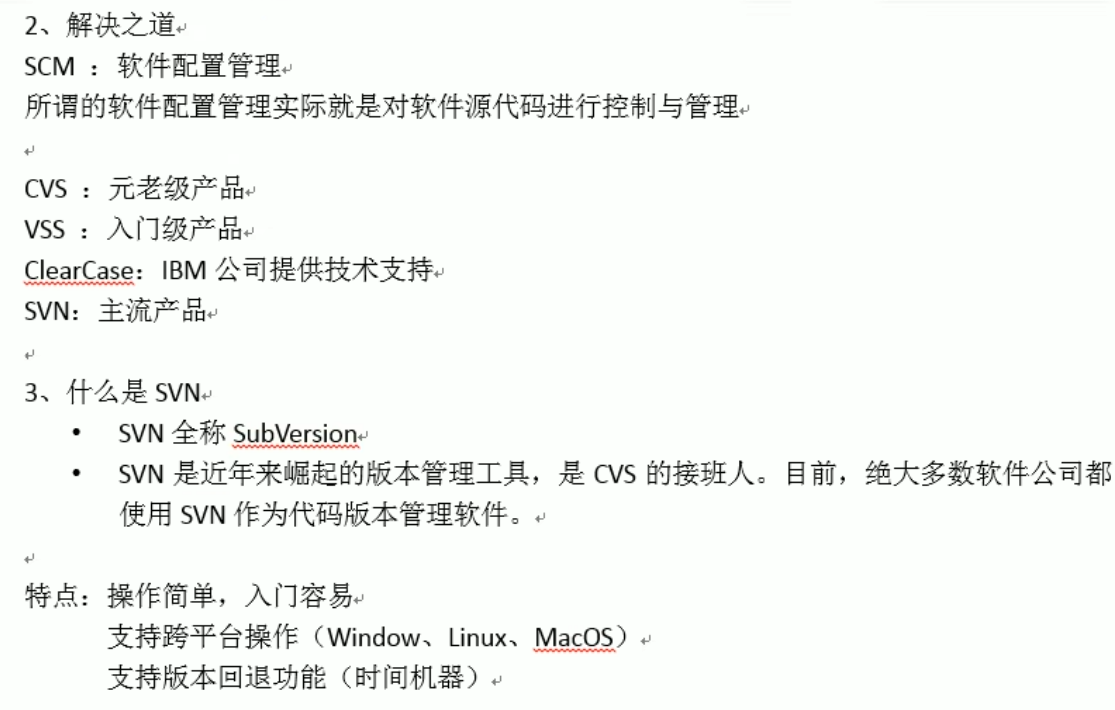 2、解决之道
SCM ：软件配置管理
所谓的软件配置管理实际就是对软件源代码进行控制与管理
CVS ：元老级产品
VSS ：入门级产品
ClearCase：IBM 公司提供技术支持
SVN：主流产品
3、什么是 SVN
• SVN 全称 SubVersion
• SVN 是近年来崛起的版本管理工具，是 CVS 的接班人。目前，绝大多数软件公司都
使用 SVN 作为代码版本管理软件。
特点：操作简单，入门容易
支持跨平台操作（Window、Linux、MacOS）
支持版本回退功能（时间机器）